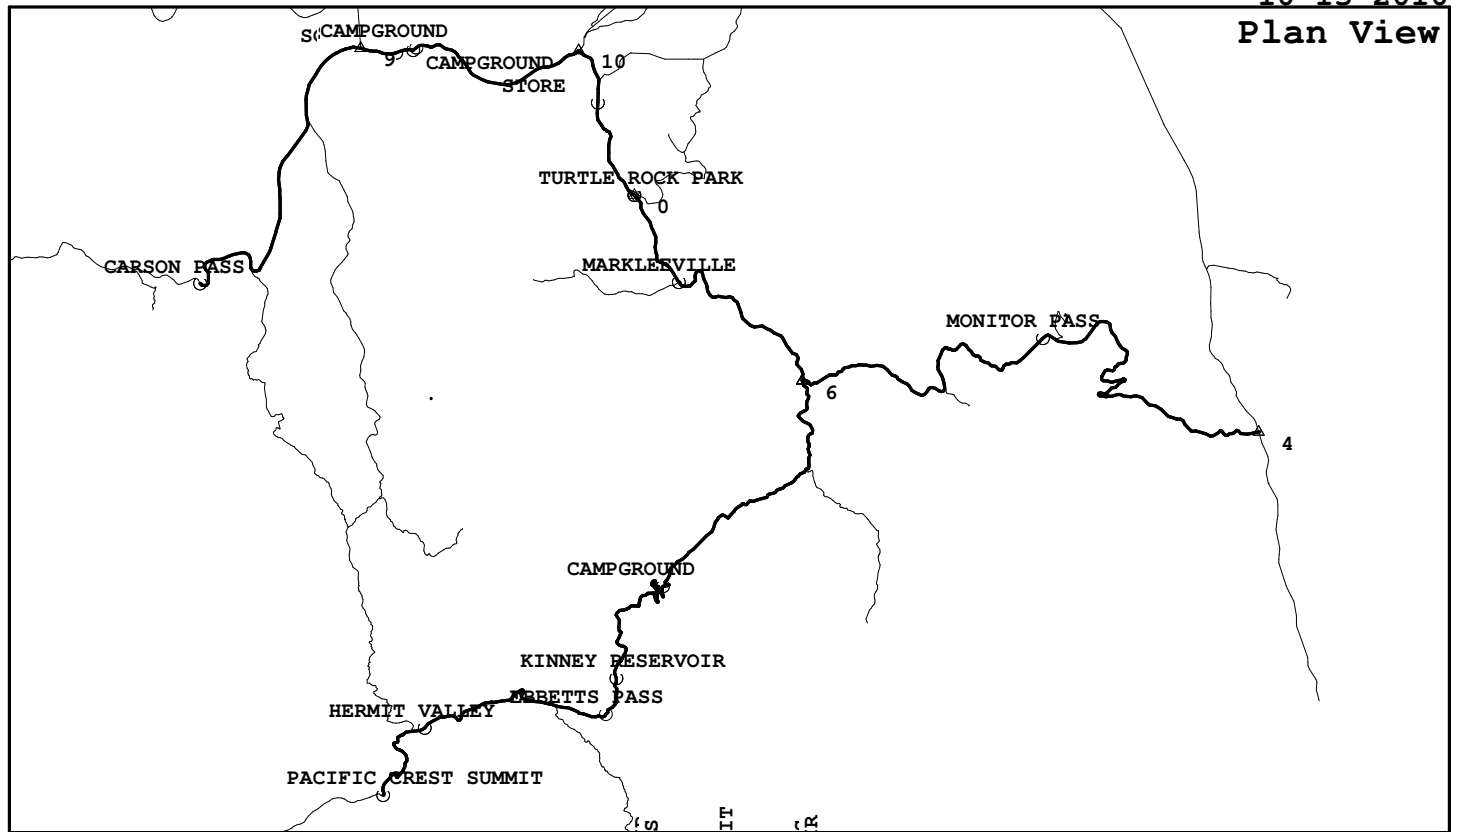 Plan View
CAMPGROUND
9
CAMPGROUND
10
STORE
TURTLE ROCK PARK
0
CARSON PASS
MARKLEEVILLE
MONITOR PASS
6
4
CAMPGROUND
KINNEY RESERVOIR
EBBETTS PASS
HERMIT VALLEY
PACIFIC CREST SUMMIT